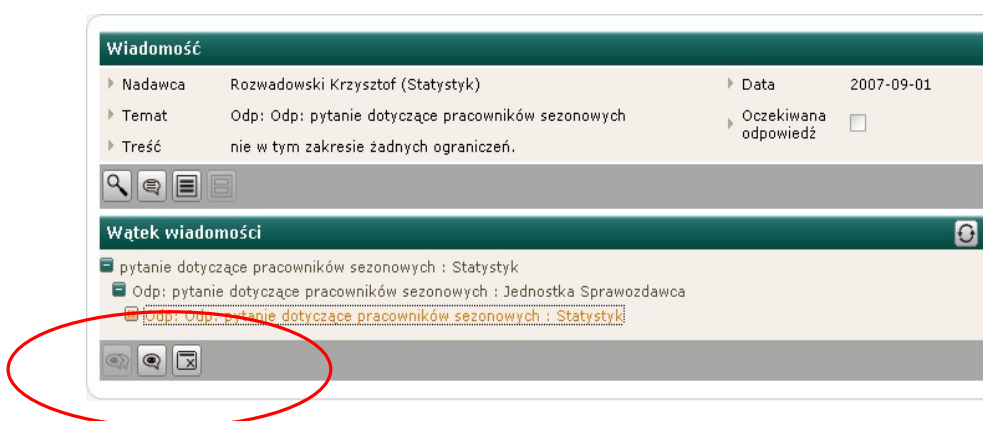 Wiadomość
Nadawca Rozwadowski Krzysztof (Statystyk) Data 2007-09-01
Temat Odp: Odp: pytanie dotyczące pracowników sezonowych Oczekiwana odpowiedź
Treść nie w tym zakresie żadnych ograniczeń.
Wątek wiadomości
pytanie dotyczące pracowników sezonowych : Statystyk
Odp: pytanie dotyczące pracowników sezonowych : Jednostka Sprawozdawca
Odp: Odp: pytanie dotyczące pracowników sezonowych : Statystyk